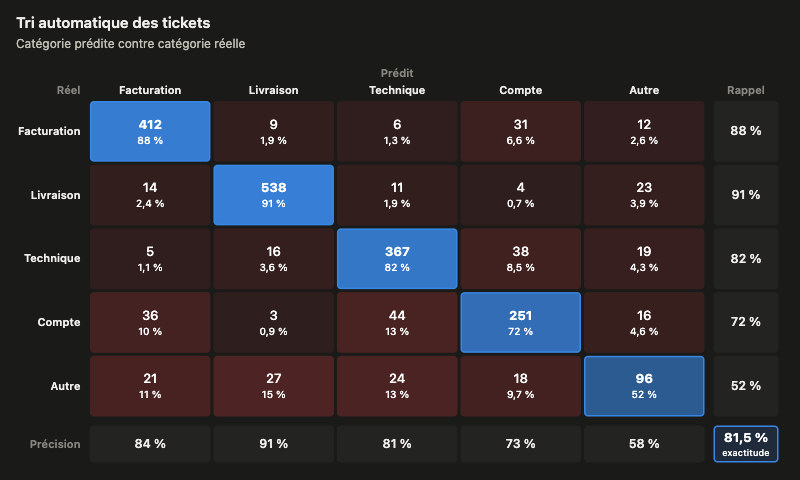 Tri automatique des tickets
Catégorie prédite contre catégorie réelle
Prédit
Réel Facturation Livraison Technique Compte Autre Rappel
Facturation 412 9 6 31 12 88 %
88 % 1,9 % 1,3 % 6,6 % 2,6 %
Livraison 14 538 11 4 23 91 %
2,4 % 91 % 1,9 % 0,7 % 3,9 %
Technique 5 16 367 38 19 82 %
1,1 % 3,6 % 82 % 8,5 % 4,3 %
Compte 36 3 44 251 16 72 %
10 % 0,9 % 13 % 72 % 4,6 %
Autre 21 27 24 18 96 52 %
11 % 15 % 13 % 9,7 % 52 %
Précision 84 % 91 % 81 % 73 % 58 % 81,5 %
exactitude